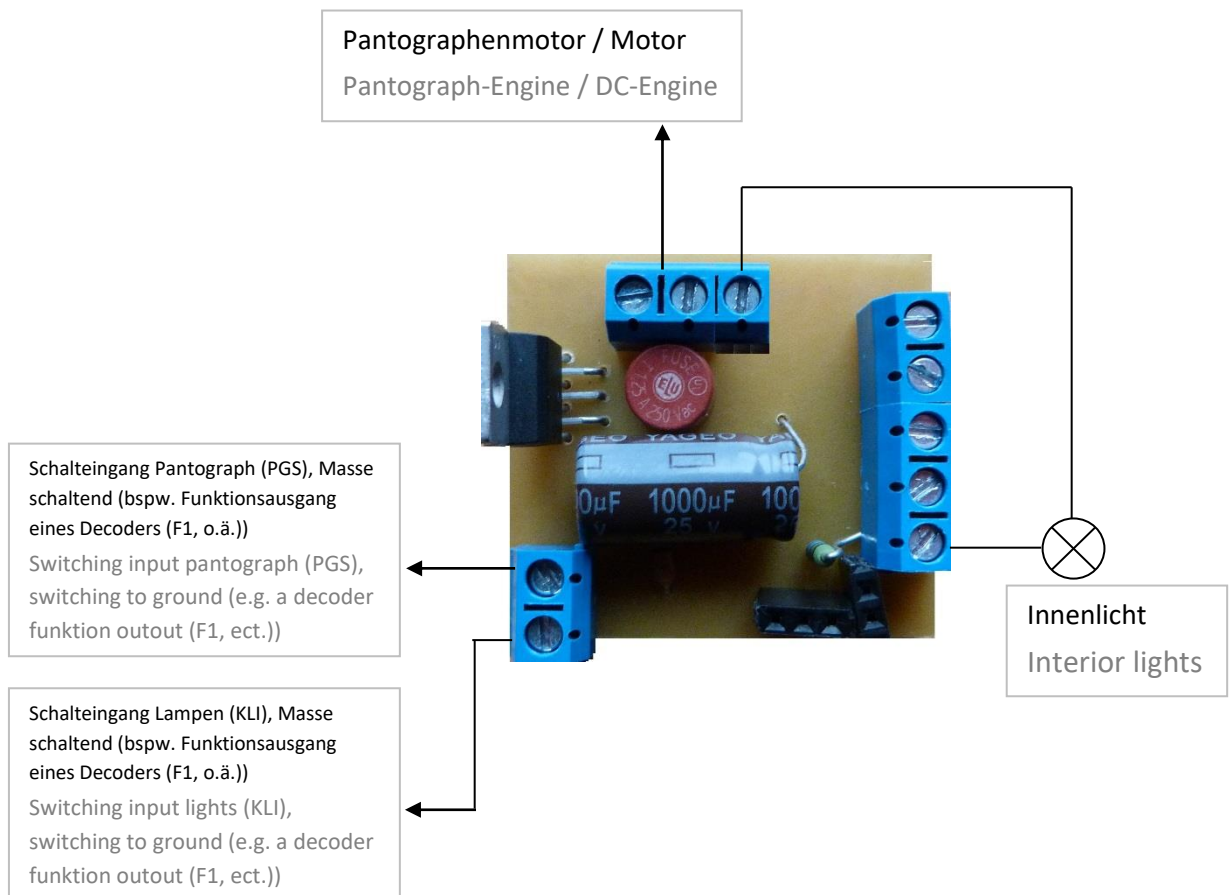 Pantographenmotor / Motor
Pantograph-Engine / DC-Engine
FUSE
A 250 Vac
ELU
YAGEO
1000µF
25 V
Schalteingang Pantograph (PGS), Masse
schaltend (bspw. Funktionsausgang
eines Decoders (F1, o.ä.))
Switching input pantograph (PGS),
switching to ground (e.g. a decoder
funktion outout (F1, ect.))
Innenlicht
Interior lights
Schalteingang Lampen (KLI), Masse
schaltend (bspw. Funktionsausgang
eines Decoders (F1, o.ä.))
Switching input lights (KLI),
switching to ground (e.g. a decoder
funktion outout (F1, ect.))